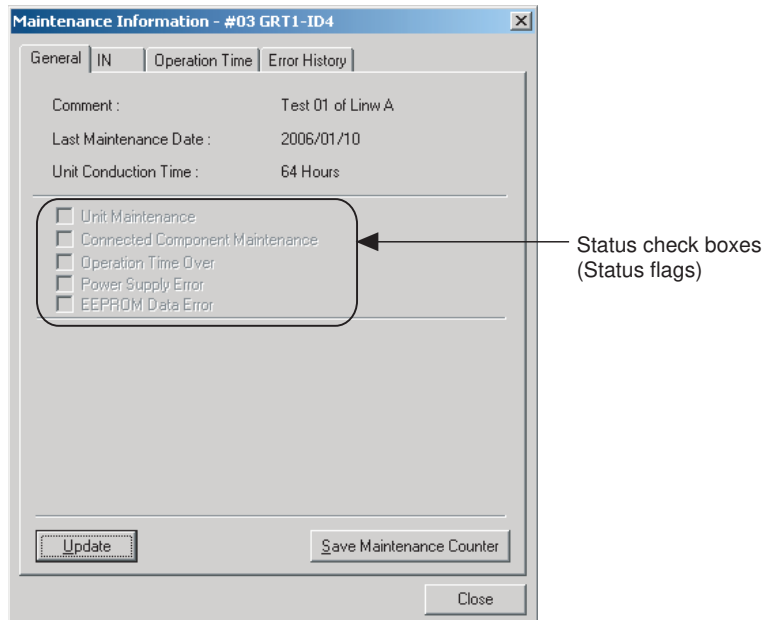 Maintenance Information - #03 GRT1-ID4
General IN Operation Time Error History
Comment : Test 01 of Linw A
Last Maintenance Date : 2006/01/10
Unit Conduction Time : 64 Hours
Unit Maintenance
Connected Component Maintenance
Operation Time Over
Power Supply Error
EEPROM Data Error
Status check boxes
(Status flags)
Update Save Maintenance Counter
Close